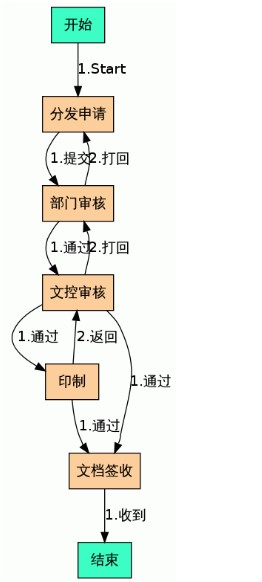 开始
1.Start
分发申请
1.提交
2.打回
部门审核
1.通过
2.打回
文控审核
1.通过
2.返回
印制
1.通过
1.通过
文档签收
1.收到
结束